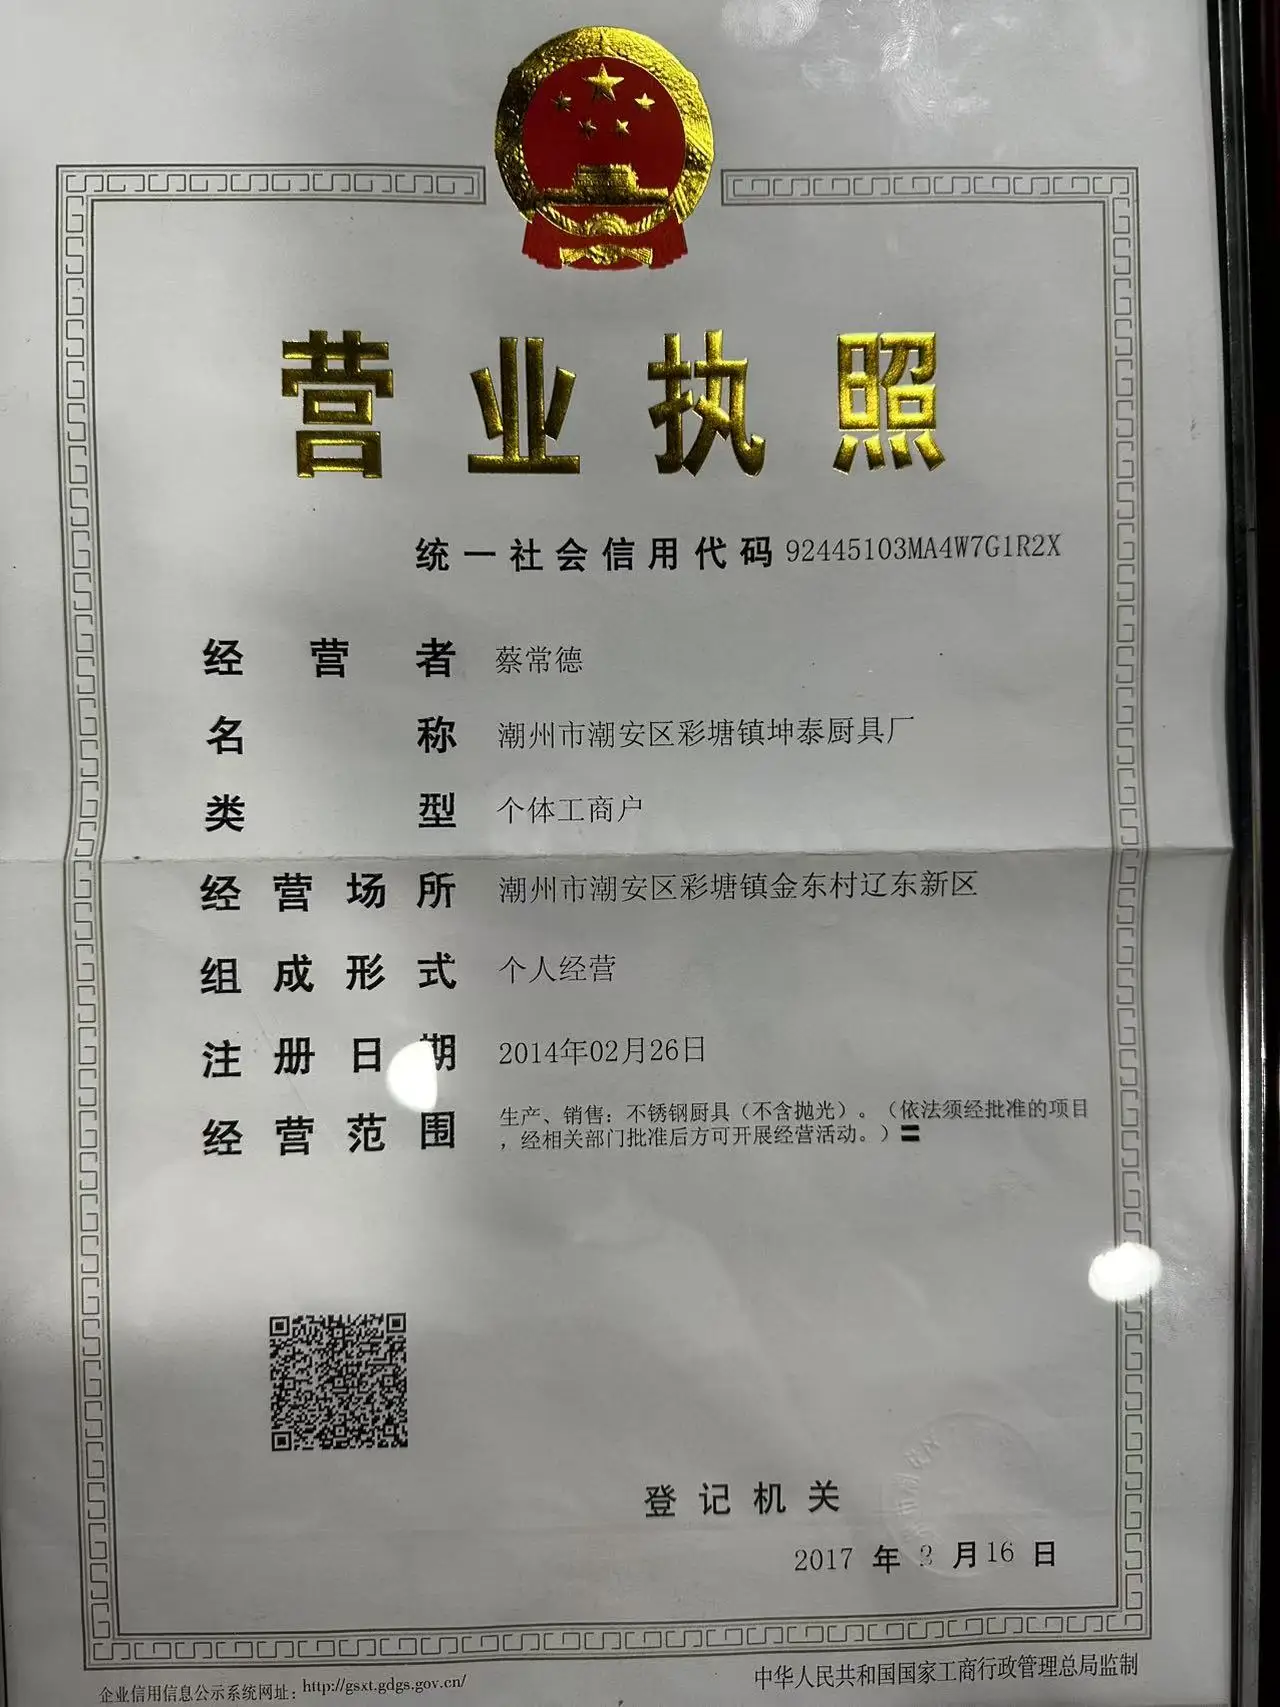 营业执照
统一社会信用代码 92445103MA4W7G1R2X
经营者 蔡常德
名称 潮州市潮安区彩塘镇坤泰厨具厂
类型 个体工商户
经营场所 潮州市潮安区彩塘镇金东村辽东新区
组成形式 个人经营
注册日期 2014年02月26日
经营范围 生产、销售：不锈钢厨具（不含抛光）。（依法须经批准的项目
，经相关部门批准后方可开展经营活动。）〓
登记机关
2017 年 3 月 16 日
企业信用信息公示系统网址：http://gsxt.gdgs.gov.cn/
中华人民共和国国家工商行政管理总局监制